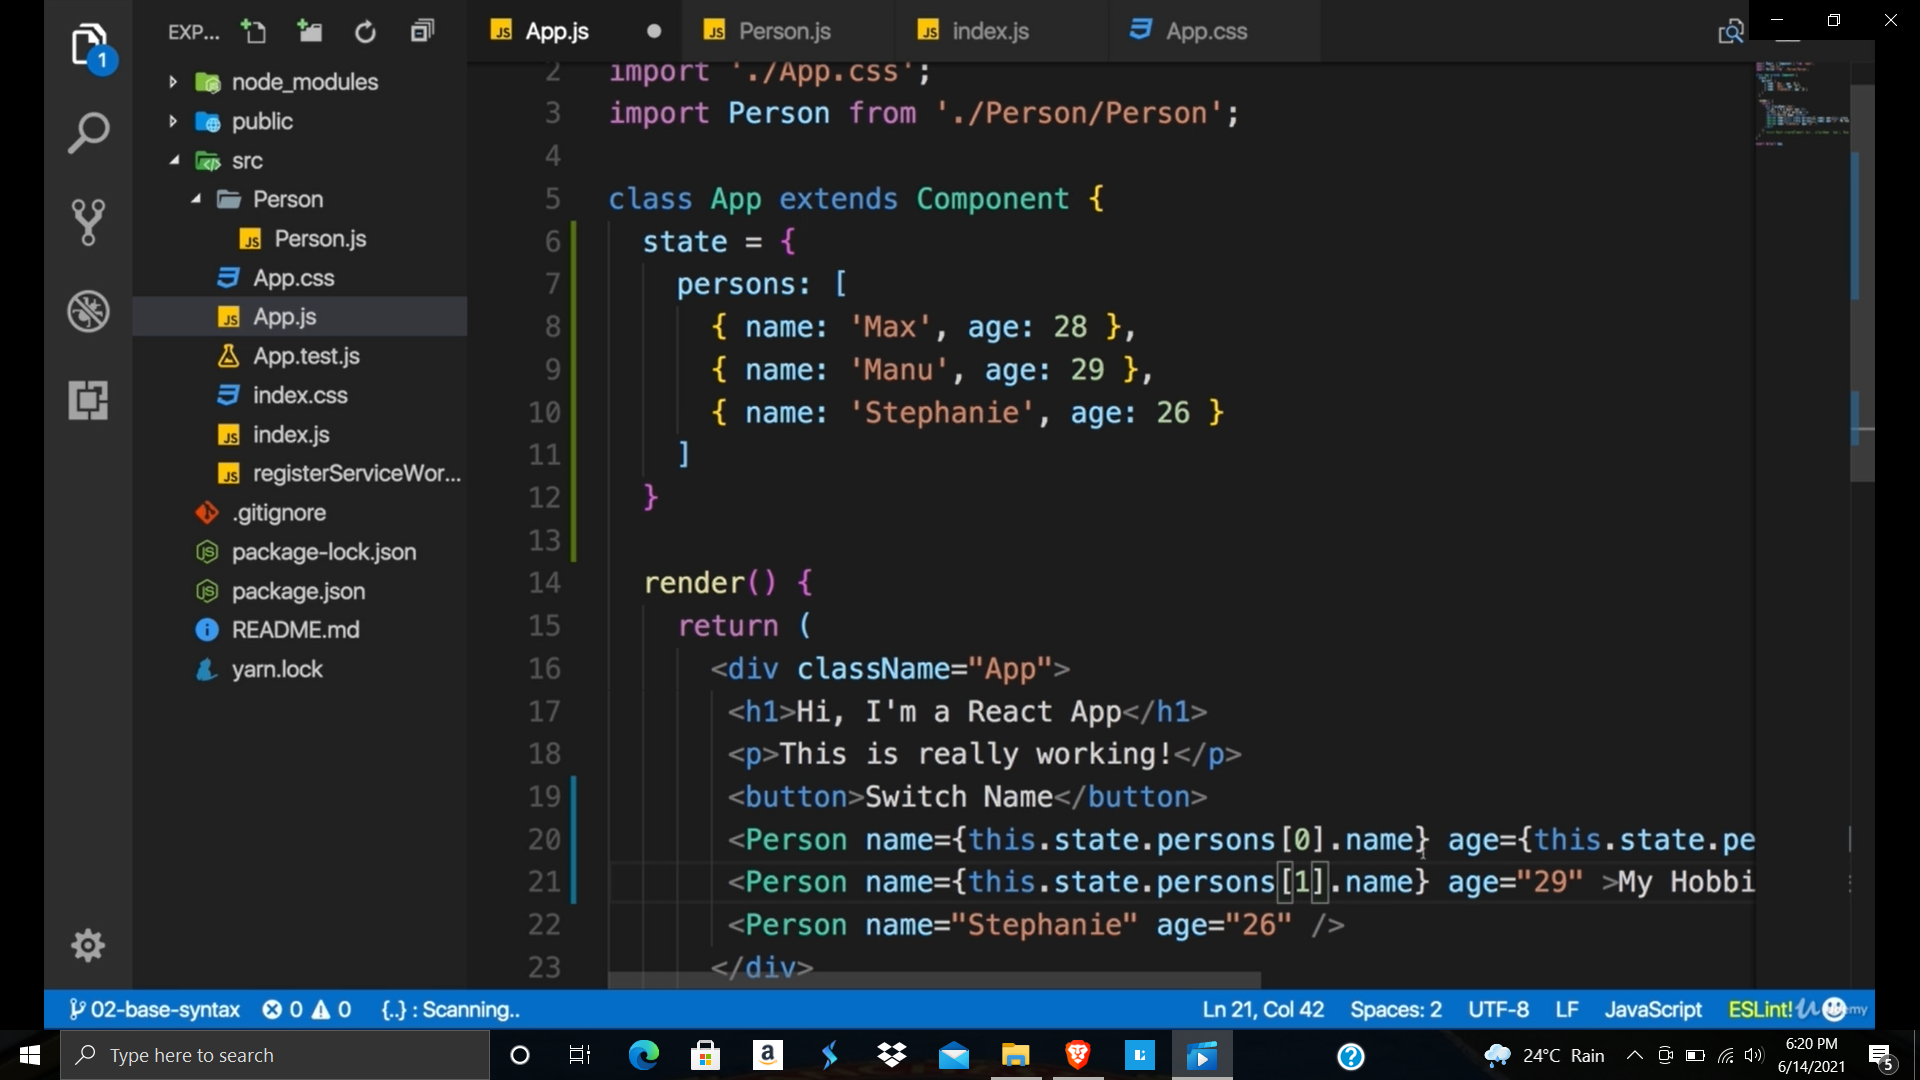 EXP...
App.js
Person.js
index.js
App.css
1
node_modules
public
src
Person
Person.js
App.css
App.js
App.test.js
index.css
index.js
registerServiceWor...
.gitignore
package-lock.json
package.json
README.md
yarn.lock
2 import './App.css';
3 import Person from './Person/Person';
4
5 class App extends Component {
6 state = {
7 persons: [
8 { name: 'Max', age: 28 },
9 { name: 'Manu', age: 29 },
10 { name: 'Stephanie', age: 26 }
11 ]
12 }
13
14 render() {
15 return (
16 <div className="App">
17 <h1>Hi, I'm a React App</h1>
18 <p>This is really working!</p>
19 <button>Switch Name</button>
20 <Person name={this.state.persons[0].name} age={this.state.pe
21 <Person name={this.state.persons[1].name} age="29" >My Hobbi
22 <Person name="Stephanie" age="26" />
23 </div>
02-base-syntax 0 0 {..} : Scanning.. Ln 21, Col 42 Spaces: 2 UTF-8 LF JavaScript ESLint!
Type here to search
24°C Rain
6:20 PM
6/14/2021
5